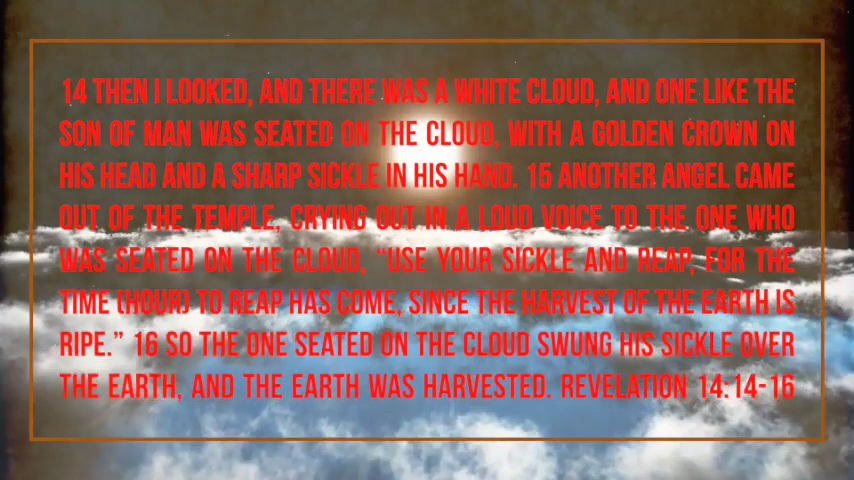 14 THEN I LOOKED, AND THERE WAS A WHITE CLOUD, AND ONE LIKE THE
SON OF MAN WAS SEATED ON THE CLOUD, WITH A GOLDEN CROWN ON
HIS HEAD AND A SHARP SICKLE IN HIS HAND. 15 ANOTHER ANGEL CAME
OUT OF THE TEMPLE, CRYING OUT IN A LOUD VOICE TO THE ONE WHO
WAS SEATED ON THE CLOUD, “USE YOUR SICKLE AND REAP, FOR THE
TIME (HOUR) TO REAP HAS COME, SINCE THE HARVEST OF THE EARTH IS
RIPE.” 16 SO THE ONE SEATED ON THE CLOUD SWUNG HIS SICKLE OVER
THE EARTH, AND THE EARTH WAS HARVESTED. REVELATION 14:14-16